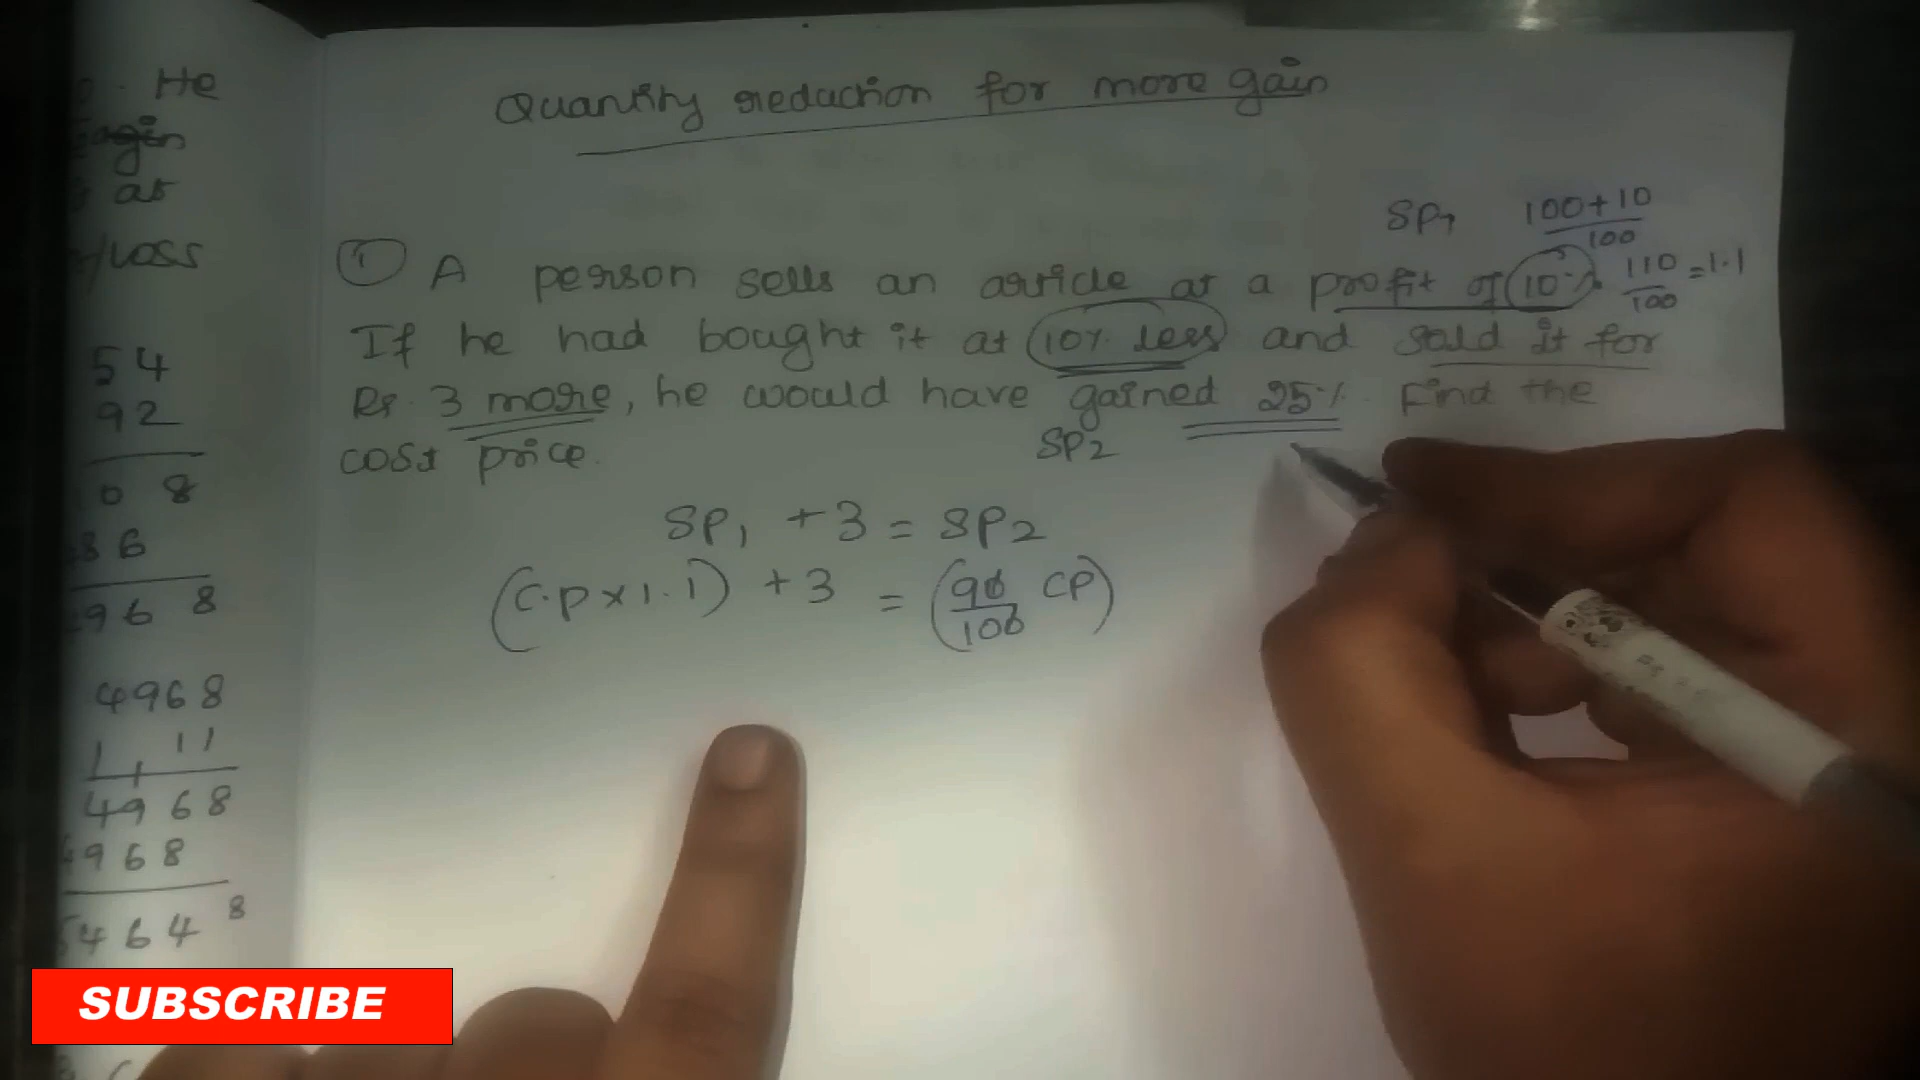 He
at
/Loss
54
92
08
86
968
4968
1 11
4968
968
5464 8
Quantity reduction for more gain
SP1 100+10
100
① A person sells an article at a profit of 10% 110 = 1.1
100
If he had bought it at 10% less and sold it for
Rs. 3 more, he would have gained 25%. Find the
cost price.
SP2
SP1 + 3 = SP2
(C.P x 1.1) + 3 = (90 CP)
100
SUBSCRIBE